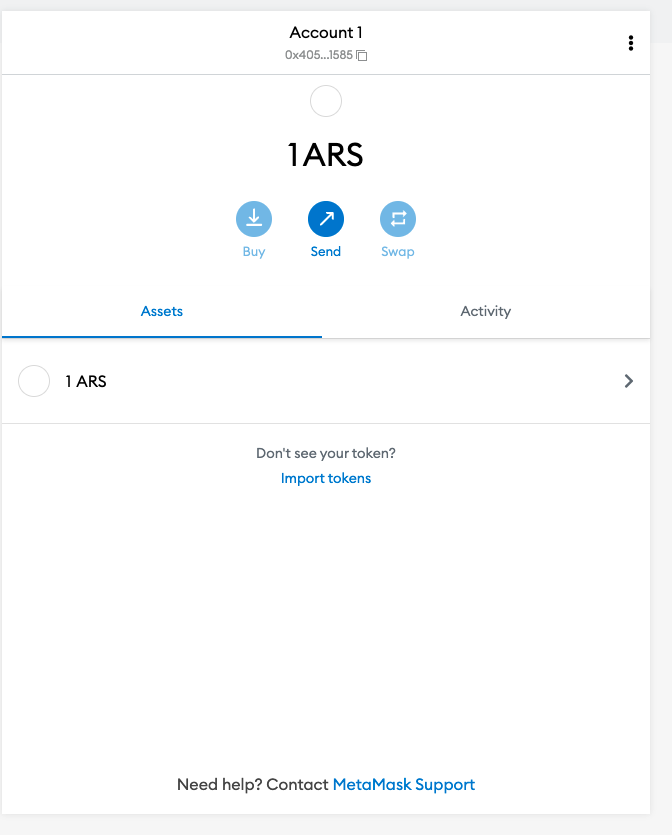 Account 1
0x405...1585
1 ARS
Buy
Send
Swap
Assets
Activity
1 ARS
Don't see your token?
Import tokens
Need help? Contact MetaMask Support